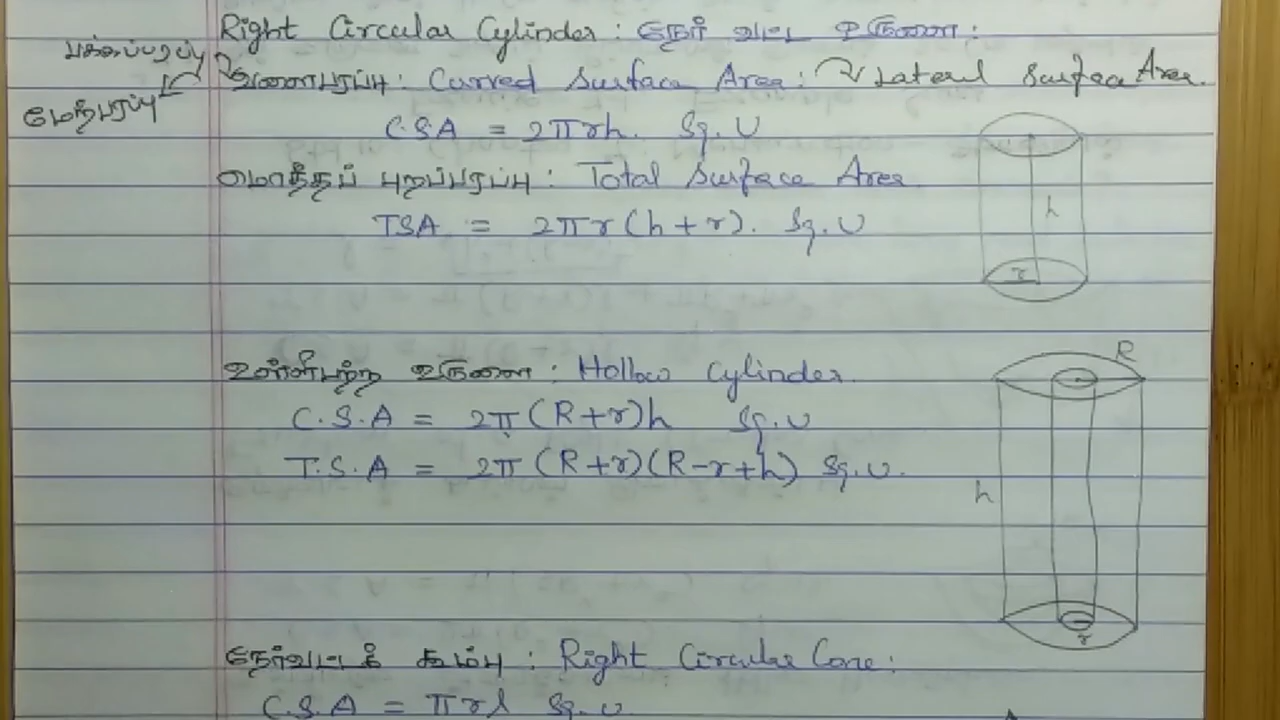 Right Circular Cylinder : நேர் வட்ட உருளை :
பக்கப்பரப்பு
வளைபரப்பு : Curved Surface Area : Lateral Surface Area.
மேற்பரப்பு
C.S.A = 2πrh. Sq. U
மொத்தப் புறப்பரப்பு : Total Surface Area
TSA = 2πr(h+r). Sq. U
h
r
R
உள்ளீடற்ற உருளை : Hollow Cylinder.
C.S.A = 2π(R+r)h Sq. U
T.S.A = 2π(R+r)(R-r+h) Sq. U.
h
r
நேர்வட்டக் கூம்பு : Right Circular Cone :
C.S.A = πrl Sq. U